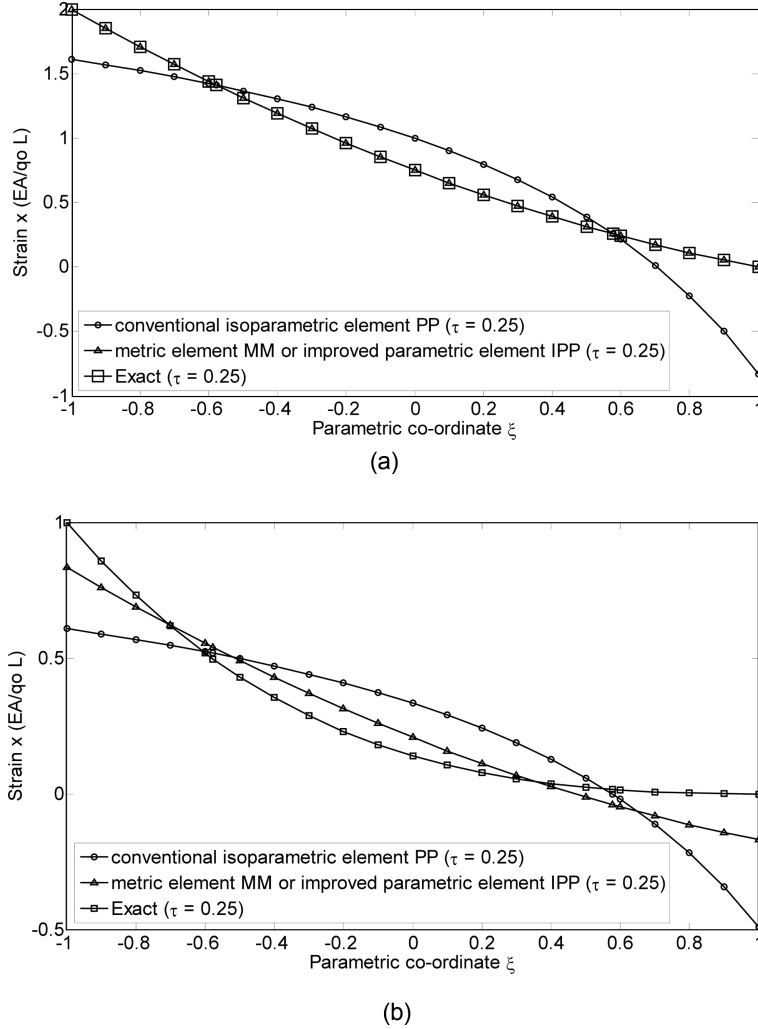 2
1.5
1
0.5
0
-0.5
-1
Strain x (EA/qo L)
conventional isoparametric element PP (τ = 0.25)
metric element MM or improved parametric element IPP (τ = 0.25)
Exact (τ = 0.25)
-1 -0.8 -0.6 -0.4 -0.2 0 0.2 0.4 0.6 0.8 1
Parametric co-ordinate ξ
(a)
1
0.5
0
-0.5
Strain x (EA/qo L)
conventional isoparametric element PP (τ = 0.25)
metric element MM or improved parametric element IPP (τ = 0.25)
Exact (τ = 0.25)
-1 -0.8 -0.6 -0.4 -0.2 0 0.2 0.4 0.6 0.8 1
Parametric co-ordinate ξ
(b)